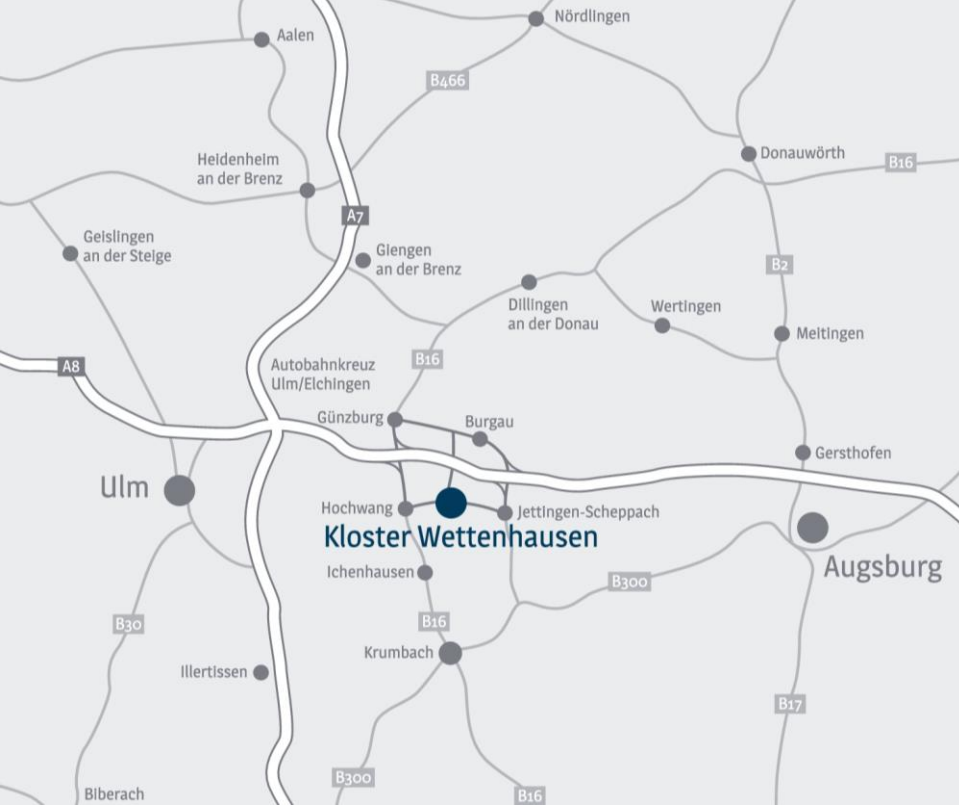 Nördlingen
Aalen
B466
Heidenheim
an der Brenz
Donauwörth
B16
A7
Geislingen
an der Steige
Giengen
an der Brenz
B2
Dillingen
an der Donau
Wertingen
Meitingen
B16
A8
Autobahnkreuz
Ulm/Elchingen
Günzburg
Burgau
Gersthofen
Ulm
Hochwang
Jettingen-Scheppach
Kloster Wettenhausen
Augsburg
Ichenhausen
B300
B30
B16
Krumbach
Illertissen
B17
B300
Biberach
B16